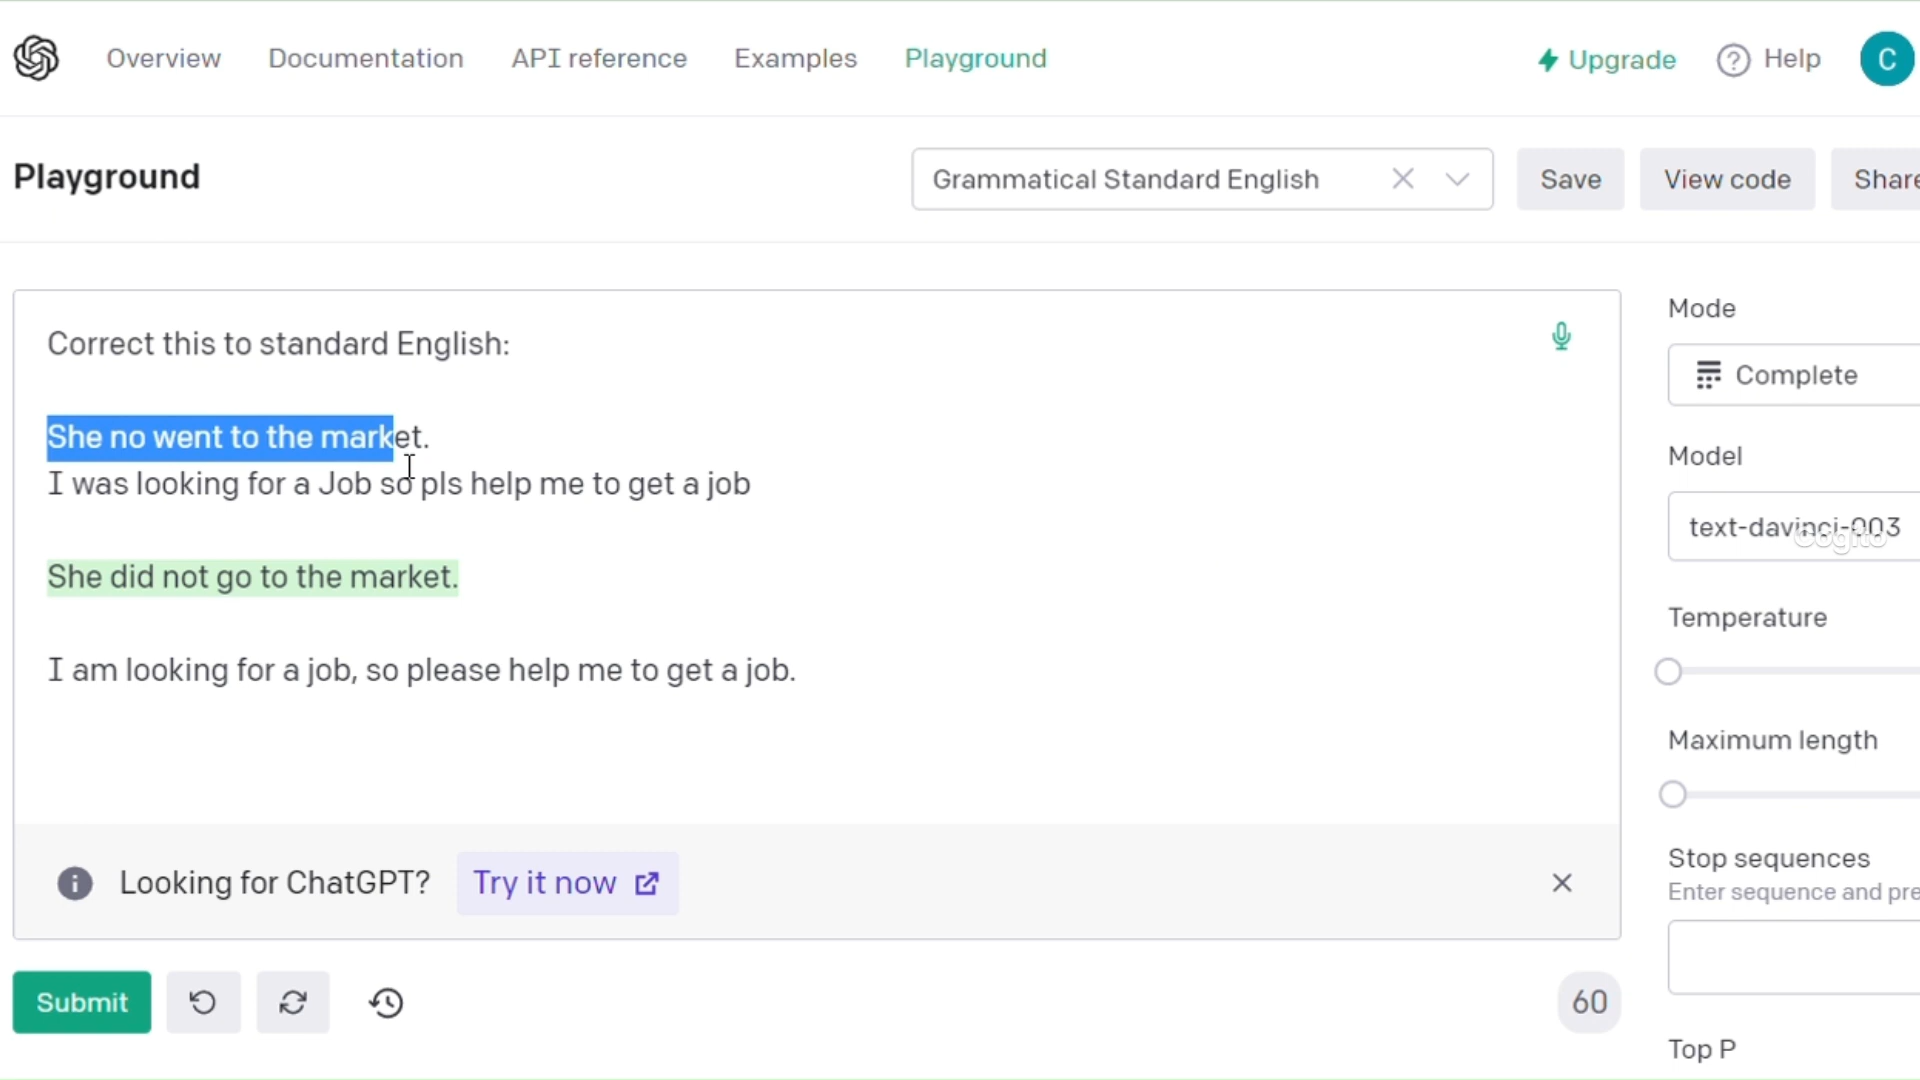 Overview Documentation API reference Examples Playground Upgrade Help C
Playground Grammatical Standard English Save View code Share
Correct this to standard English:
She no went to the market.
I was looking for a Job so pls help me to get a job
She did not go to the market.
I am looking for a job, so please help me to get a job.
Looking for ChatGPT? Try it now
Submit 60
Mode
Complete
Model
text-davinci-003
Cogito
Temperature
Maximum length
Stop sequences
Enter sequence and pre
Top P